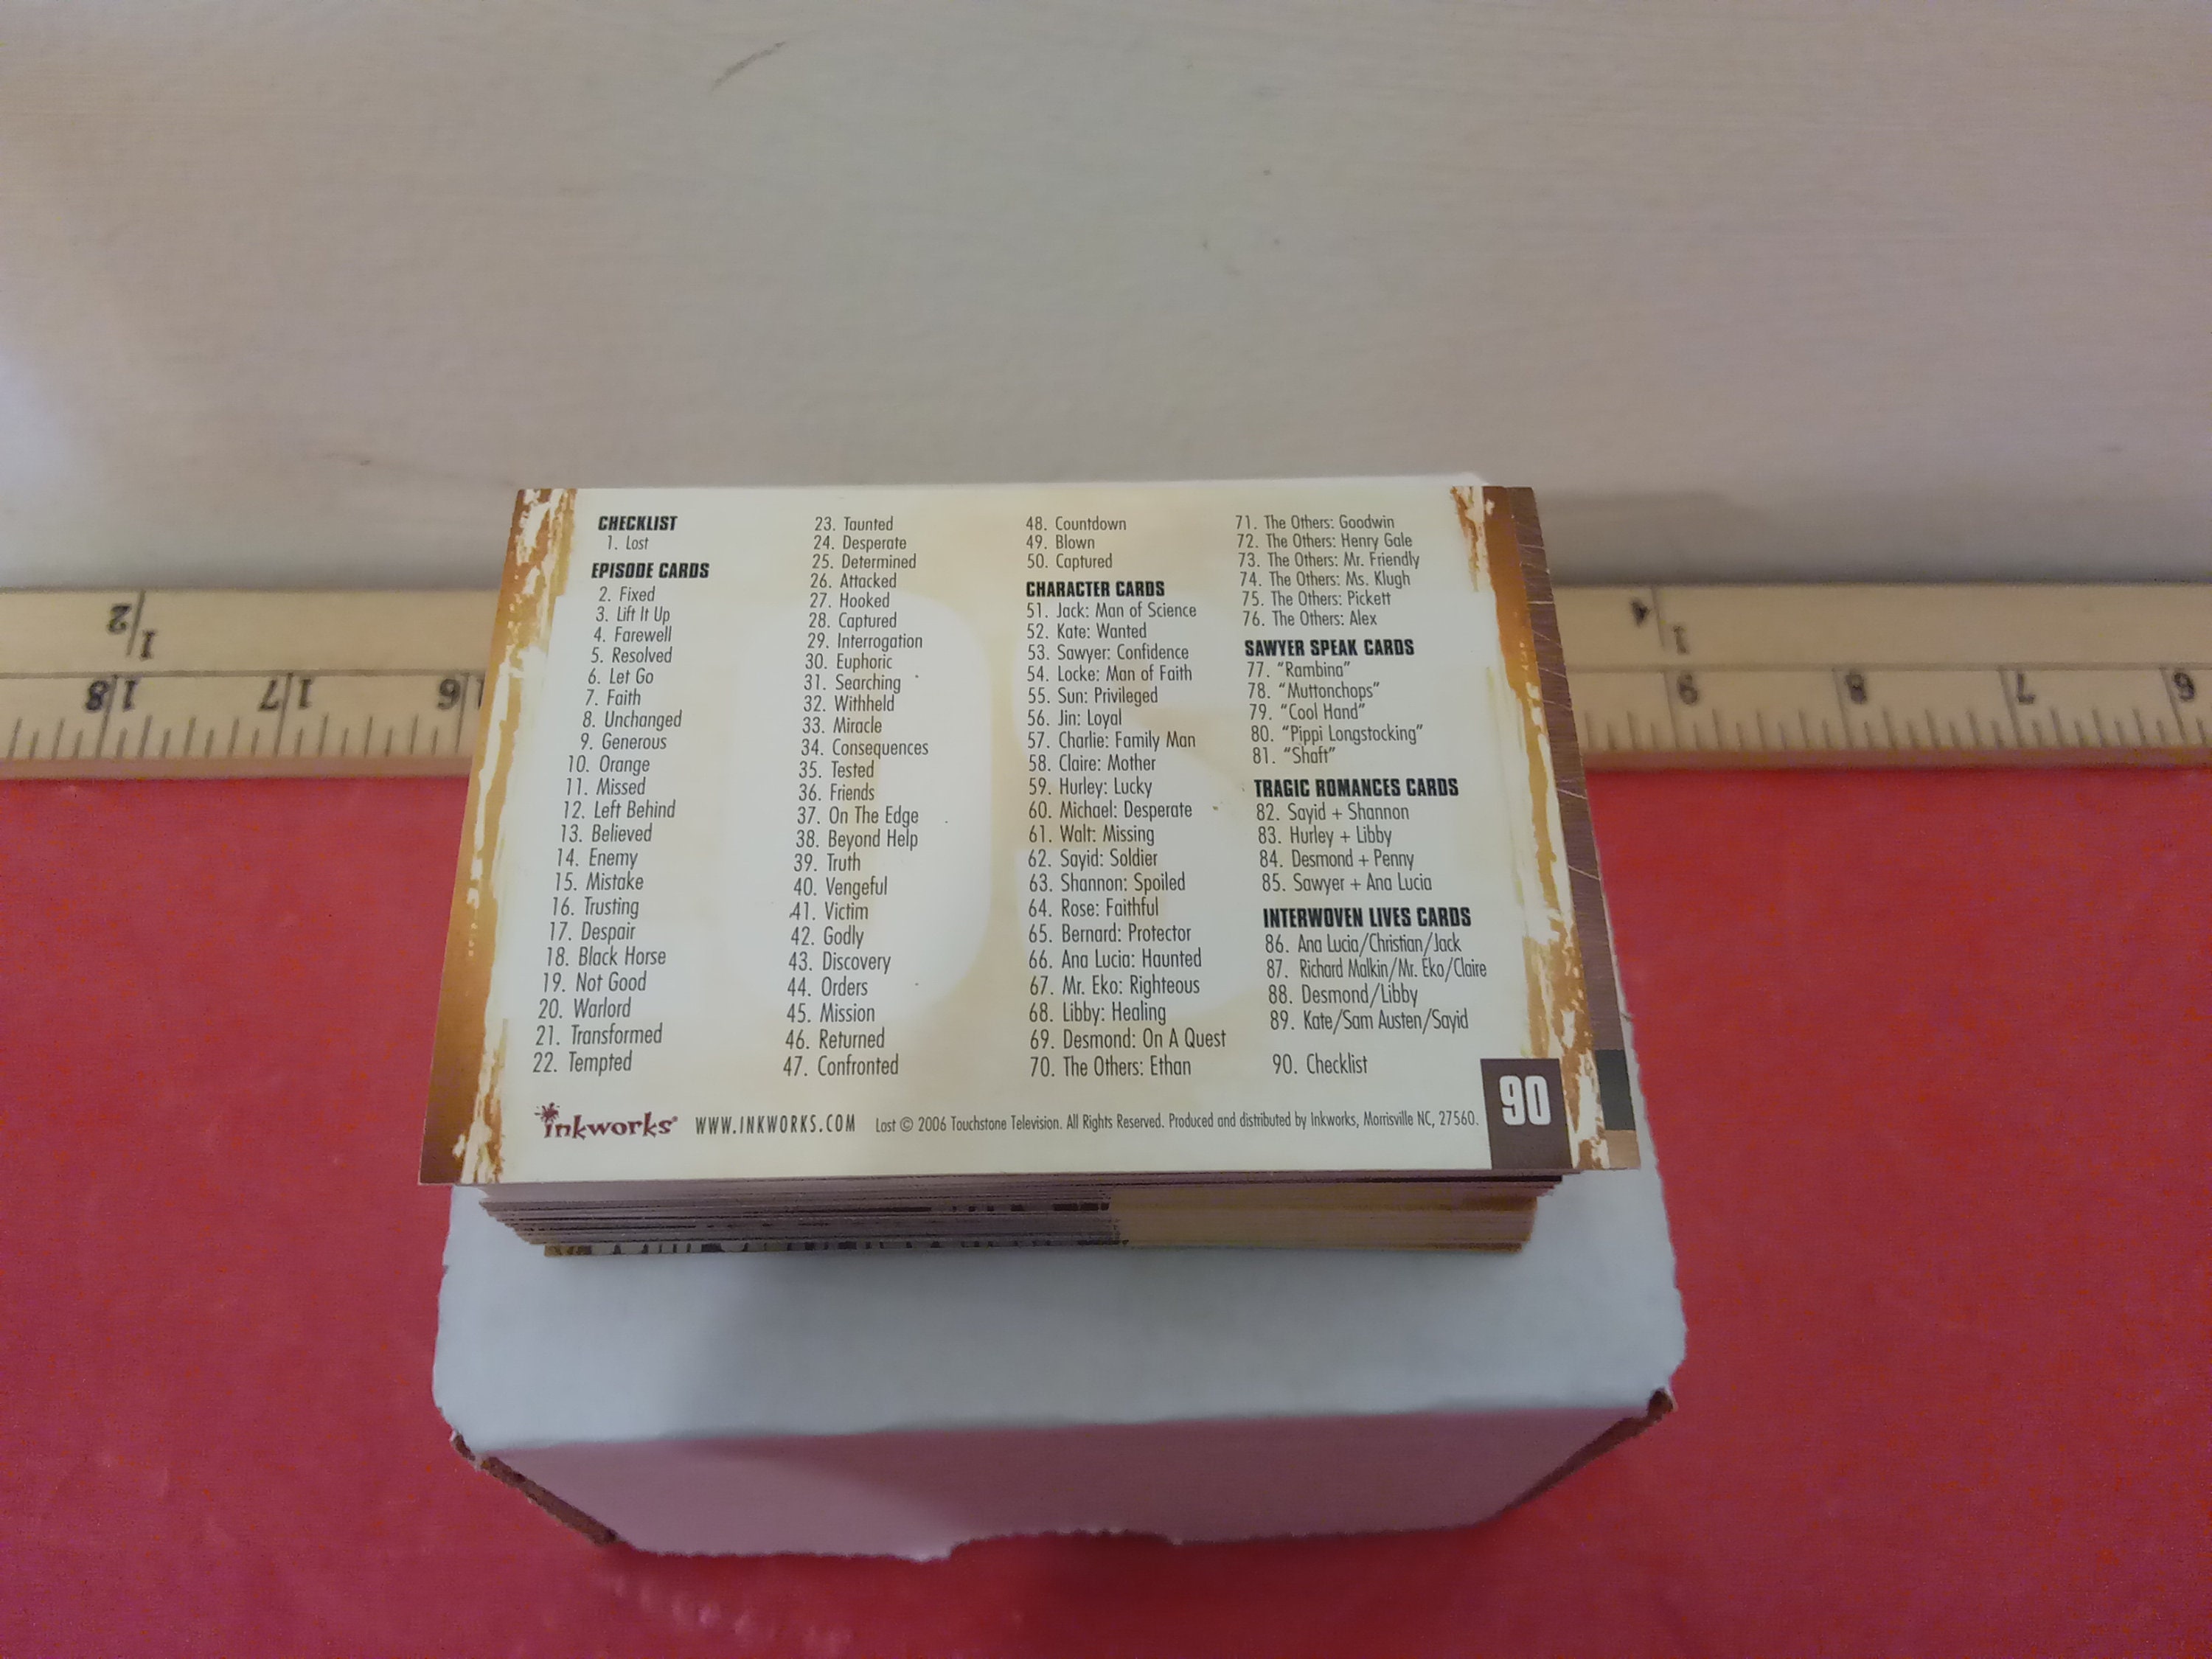 CHECKLIST
1. Lost
EPISODE CARDS
2. Fixed
3. Lift It Up
4. Farewell
5. Resolved
6. Let Go
7. Faith
8. Unchanged
9. Generous
10. Orange
11. Missed
12. Left Behind
13. Believed
14. Enemy
15. Mistake
16. Trusting
17. Despair
18. Black Horse
19. Not Good
20. Warlord
21. Transformed
22. Tempted
23. Taunted
24. Desperate
25. Determined
26. Attacked
27. Hooked
28. Captured
29. Interrogation
30. Euphoric
31. Searching
32. Withheld
33. Miracle
34. Consequences
35. Tested
36. Friends
37. On The Edge
38. Beyond Help
39. Truth
40. Vengeful
41. Victim
42. Godly
43. Discovery
44. Orders
45. Mission
46. Returned
47. Confronted
48. Countdown
49. Blown
50. Captured
CHARACTER CARDS
51. Jack: Man of Science
52. Kate: Wanted
53. Sawyer: Confidence
54. Locke: Man of Faith
55. Sun: Privileged
56. Jin: Loyal
57. Charlie: Family Man
58. Claire: Mother
59. Hurley: Lucky
60. Michael: Desperate
61. Walt: Missing
62. Sayid: Soldier
63. Shannon: Spoiled
64. Rose: Faithful
65. Bernard: Protector
66. Ana Lucia: Haunted
67. Mr. Eko: Righteous
68. Libby: Healing
69. Desmond: On A Quest
70. The Others: Ethan
71. The Others: Goodwin
72. The Others: Henry Gale
73. The Others: Mr. Friendly
74. The Others: Ms. Klugh
75. The Others: Pickett
76. The Others: Alex
SAWYER SPEAK CARDS
77. "Rambina"
78. "Muttonchops"
79. "Cool Hand"
80. "Pippi Longstocking"
81. "Shaft"
TRAGIC ROMANCES CARDS
82. Sayid + Shannon
83. Hurley + Libby
84. Desmond + Penny
85. Sawyer + Ana Lucia
INTERWOVEN LIVES CARDS
86. Ana Lucia/Christian/Jack
87. Richard Malkin/Mr. Eko/Claire
88. Desmond/Libby
89. Kate/Sam Austen/Sayid
90. Checklist
90
inkworks® WWW.INKWORKS.COM Lost © 2006 Touchstone Television. All Rights Reserved. Produced and distributed by Inkworks, Morrisville NC, 27560.
1/2
1/4
18 17 9 8 7 6